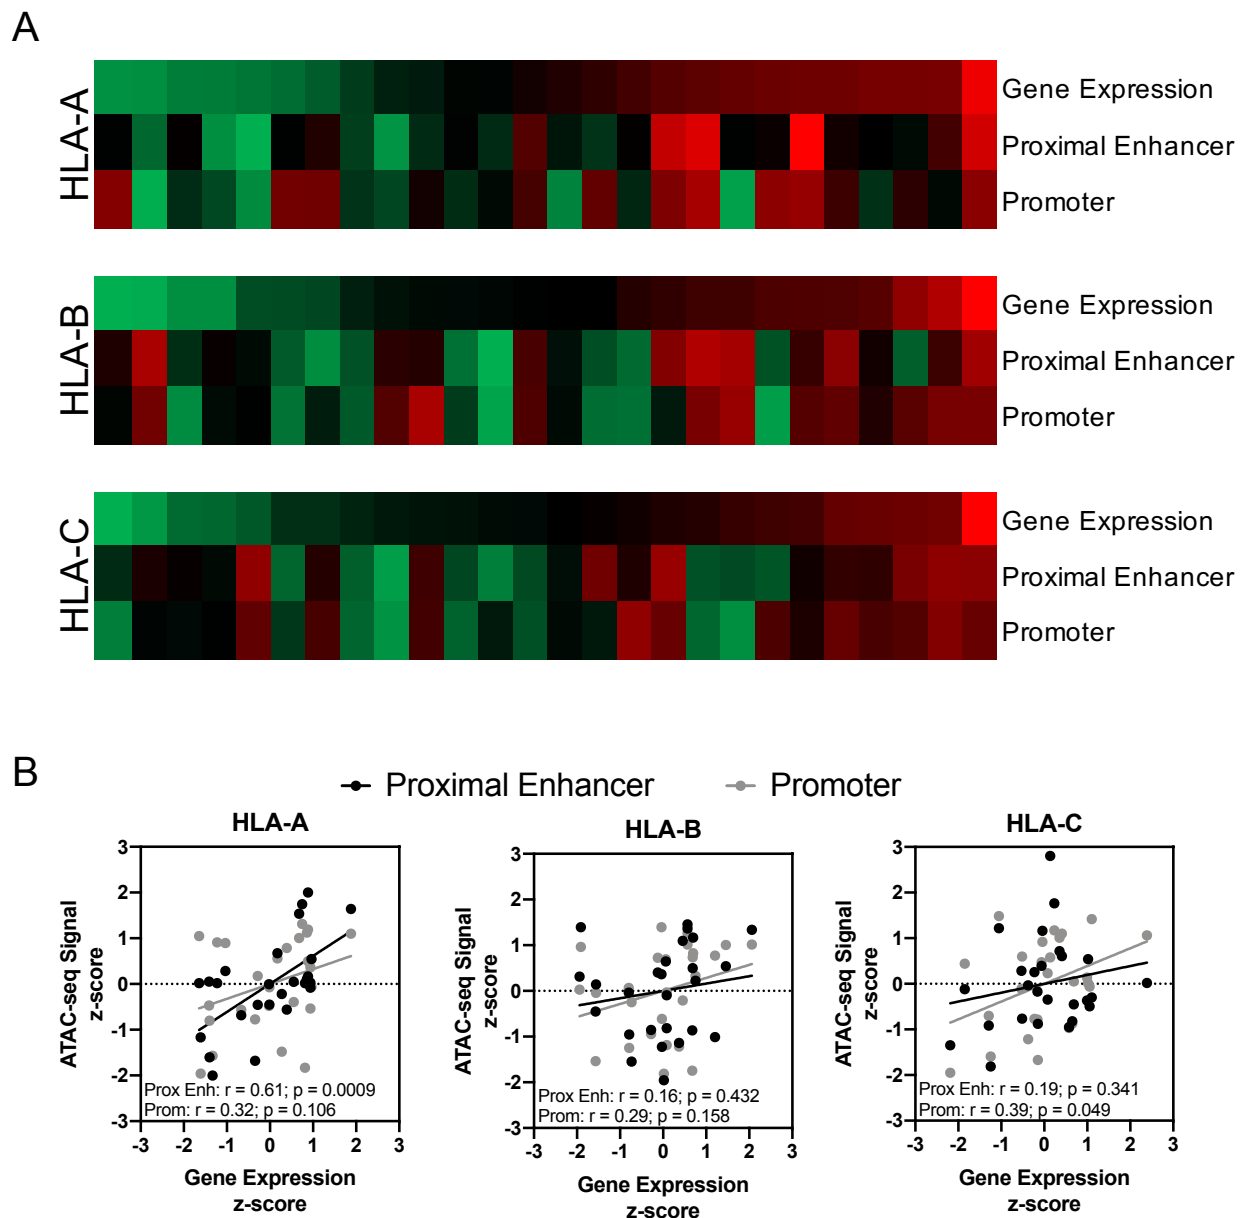 A
HLA-A
Gene Expression
Proximal Enhancer
Promoter
HLA-B
Gene Expression
Proximal Enhancer
Promoter
HLA-C
Gene Expression
Proximal Enhancer
Promoter
B
Proximal Enhancer
Promoter
HLA-A
ATAC-seq Signal
z-score
3
2
1
0
-1
-2
-3
Prox Enh: r = 0.61; p = 0.0009
Prom: r = 0.32; p = 0.106
-3 -2 -1 0 1 2 3
Gene Expression
z-score
HLA-B
ATAC-seq Signal
z-score
3
2
1
0
-1
-2
-3
Prox Enh: r = 0.16; p = 0.432
Prom: r = 0.29; p = 0.158
-3 -2 -1 0 1 2 3
Gene Expression
z-score
HLA-C
ATAC-seq Signal
z-score
3
2
1
0
-1
-2
-3
Prox Enh: r = 0.19; p = 0.341
Prom: r = 0.39; p = 0.049
-3 -2 -1 0 1 2 3
Gene Expression
z-score